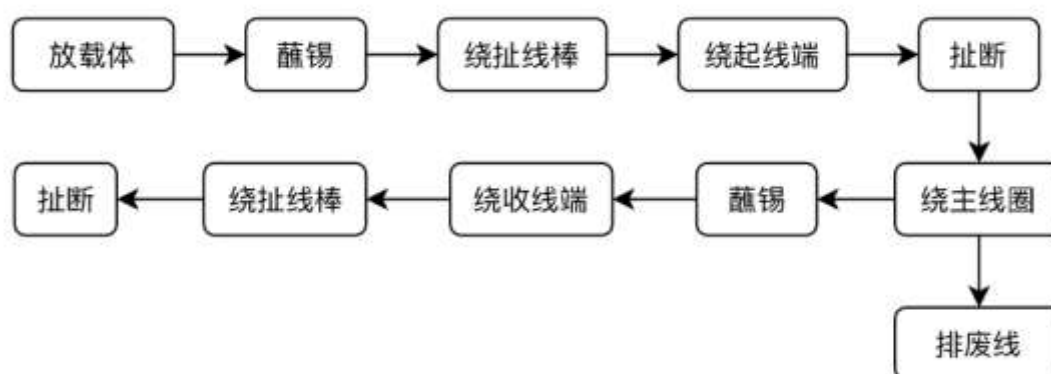 放载体
蘸锡
绕扯线棒
绕起线端
扯断
扯断
绕扯线棒
绕收线端
蘸锡
绕主线圈
排废线